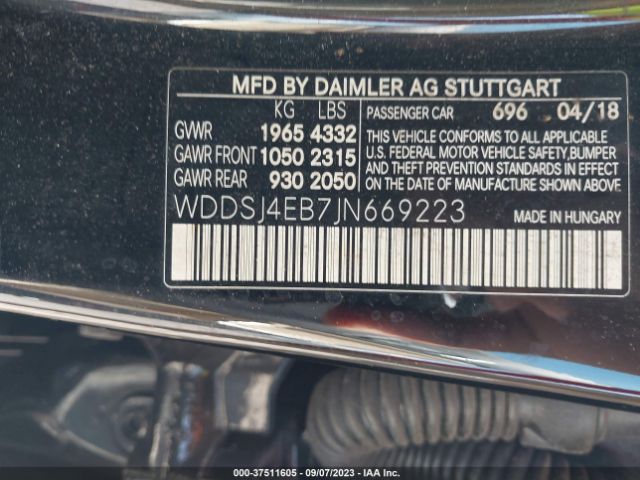 MFD BY DAIMLER AG STUTTGART
KG LBS
GVWR 1965 4332
GAWR FRONT 1050 2315
GAWR REAR 930 2050
PASSENGER CAR 696 04/18
THIS VEHICLE CONFORMS TO ALL APPLICABLE
U.S. FEDERAL MOTOR VEHICLE SAFETY, BUMPER
AND THEFT PREVENTION STANDARDS IN EFFECT
ON THE DATE OF MANUFACTURE SHOWN ABOVE.
WDDSJ4EB7JN669223 MADE IN HUNGARY
000-37511605 - 09/07/2023 - IAA Inc.